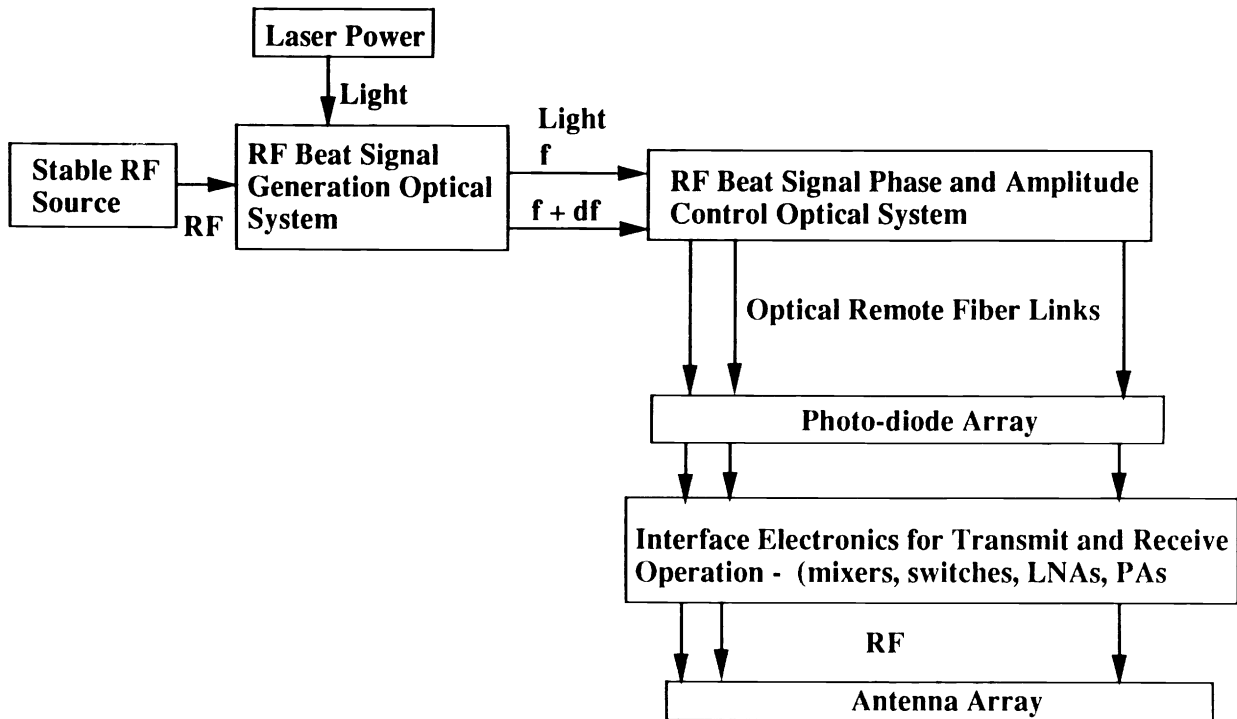 Laser Power
Light
Stable RF
Source
RF
RF Beat Signal
Generation Optical
System
Light
f
f + df
RF Beat Signal Phase and Amplitude
Control Optical System
Optical Remote Fiber Links
Photo-diode Array
Interface Electronics for Transmit and Receive
Operation - (mixers, switches, LNAs, PAs
RF
Antenna Array